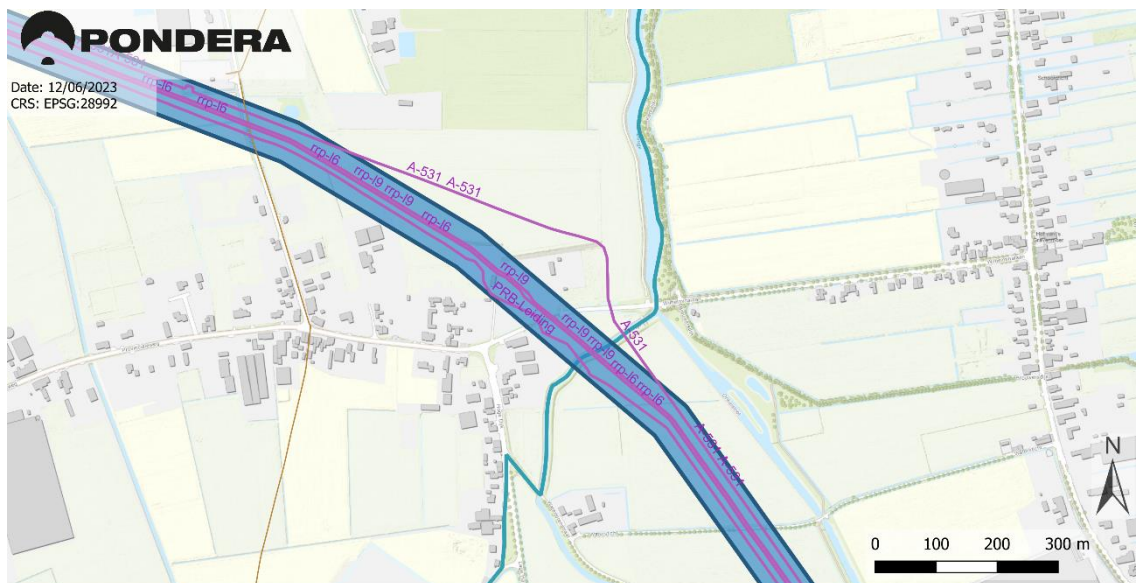 PONDERA
Date: 12/06/2023
CRS: EPSG:28992
rrp-l6
rrp-l6
rrp-l6
A-531 A-531
rrp-l9 rrp-l9
rrp-l6
rrp-l9
PRB-Leiding
rrp-l9
rrp-l9
A-531
rrp-l6
rrp-l6
A-531 A-531
N
0 100 200 300 m